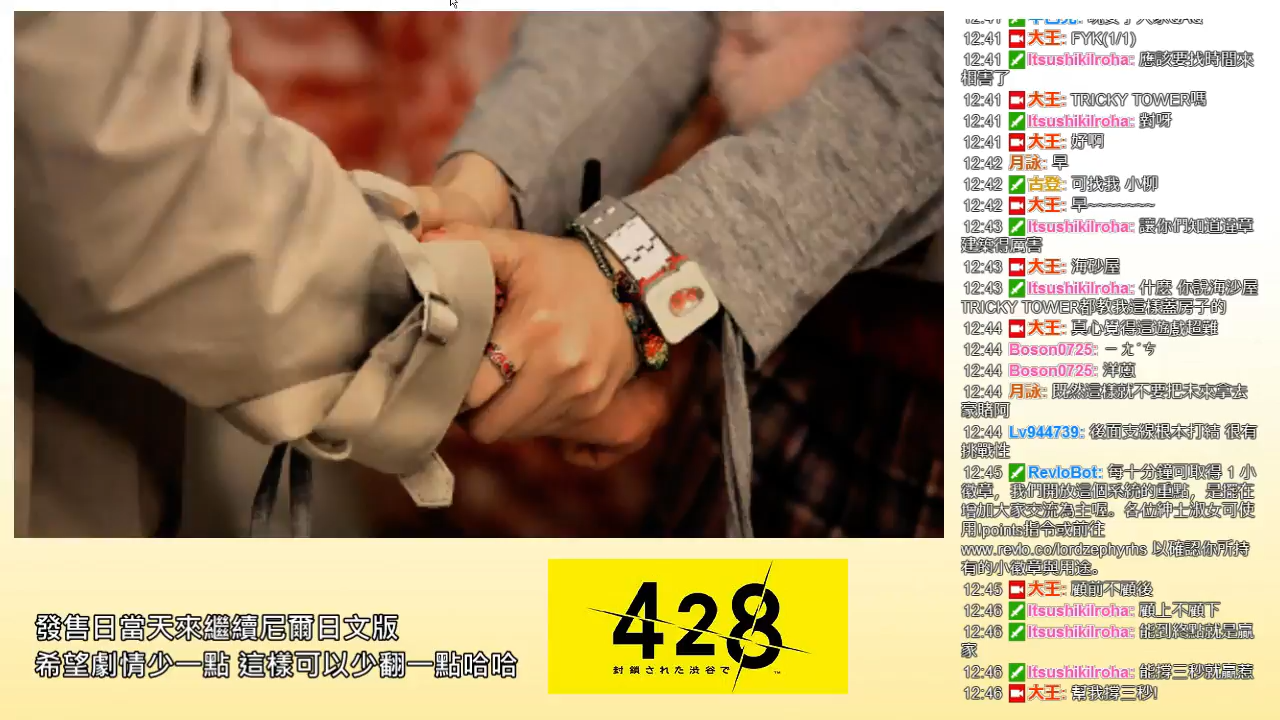 12:41 大王: FYK(1/1)
12:41 ItsushikiIroha: 應該要找時間來
相害了
12:41 大王: TRICKY TOWER嗎
12:41 ItsushikiIroha: 對呀
12:41 大王: 好啊
12:42 月詠: 早
12:42 古登: 可找我 小柳
12:42 大王: 早~~~~~~~
12:43 ItsushikiIroha: 讓你們知道違章
建築得厲害
12:43 大王: 海砂屋
12:43 ItsushikiIroha: 什麼 你說海沙屋
TRICKY TOWER都教我這樣蓋房子的
12:44 大王: 真心覺得這遊戲超難
12:44 Boson0725: ㄧㄤˊㄘ
12:44 Boson0725: 洋蔥
12:44 月詠: 既然這樣就不要把未來拿去
豪賭阿
12:44 Lv944739: 後面支線根本打結 很有
挑戰性
12:45 RevloBot: 每十分鐘可取得 1 小
徽章，我們開放這個系統的重點，是擺在
增加大家交流為主喔。各位紳士淑女可使
用!points指令或前往
www.revlo.co/lordzephyrhs 以確認你所持
有的小徽章與用途。
12:45 大王: 顧前不顧後
12:46 ItsushikiIroha: 顧上不顧下
12:46 ItsushikiIroha: 能到終點就是贏
家
12:46 ItsushikiIroha: 能撐三秒就贏惹
12:46 大王: 幫我撐三秒!
發售日當天來繼續尼爾日文版
希望劇情少一點 這樣可以少翻一點哈哈
428
封鎖された渋谷で